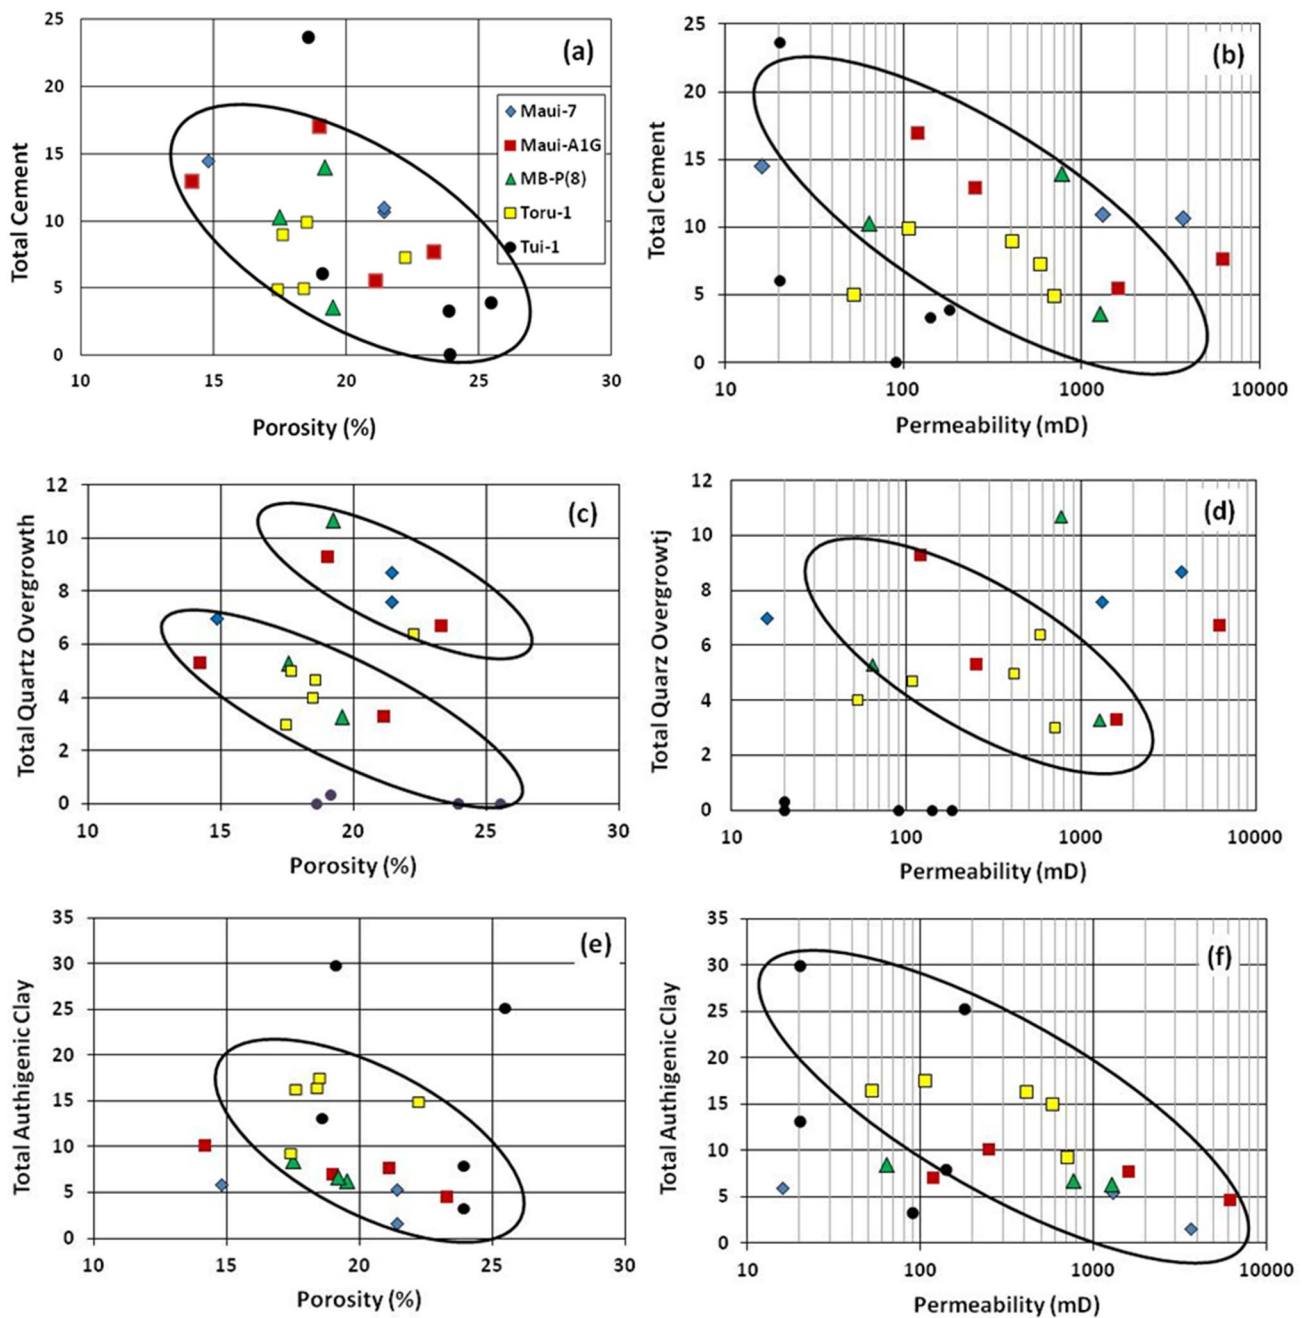 (a)
Total Cement
25
20
15
10
5
0
10 15 20 25 30
Porosity (%)
Maui-7
Maui-A1G
MB-P(8)
Toru-1
Tui-1
(b)
Total Cement
25
20
15
10
5
0
10 100 1000 10000
Permeability (mD)
(c)
Total Quartz Overgrowth
12
10
8
6
4
2
0
10 15 20 25 30
Porosity (%)
(d)
Total Quarz Overgrowtj
12
10
8
6
4
2
0
10 100 1000 10000
Permeability (mD)
(e)
Total Authigenic Clay
35
30
25
20
15
10
5
0
10 15 20 25 30
Porosity (%)
(f)
Total Authigenic Clay
35
30
25
20
15
10
5
0
10 100 1000 10000
Permeability (mD)